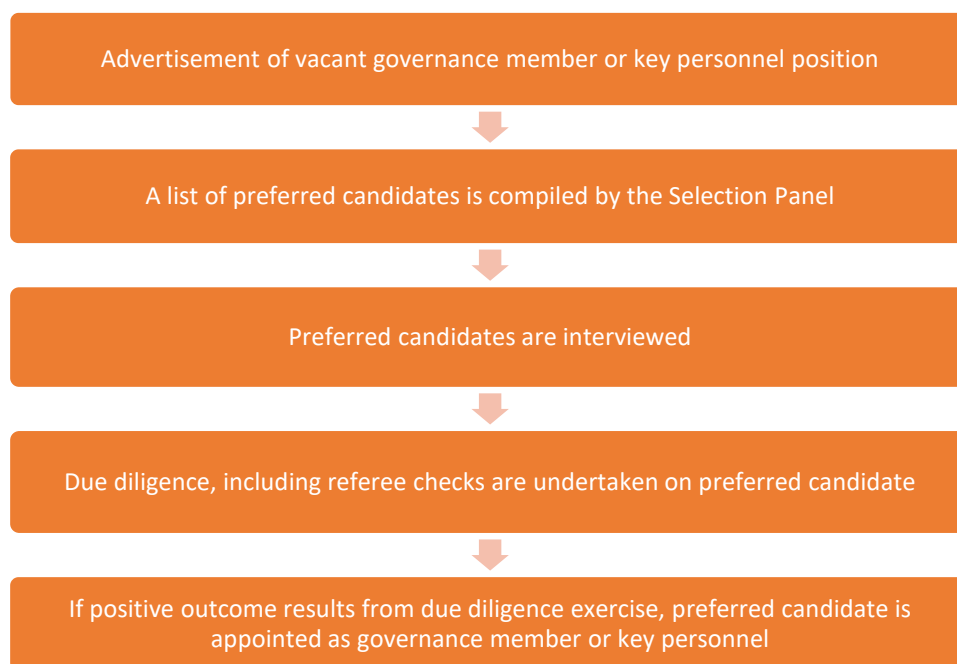 Advertisement of vacant governance member or key personnel position
A list of preferred candidates is compiled by the Selection Panel
Preferred candidates are interviewed
Due diligence, including referee checks are undertaken on preferred candidate
If positive outcome results from due diligence exercise, preferred candidate is
appointed as governance member or key personnel